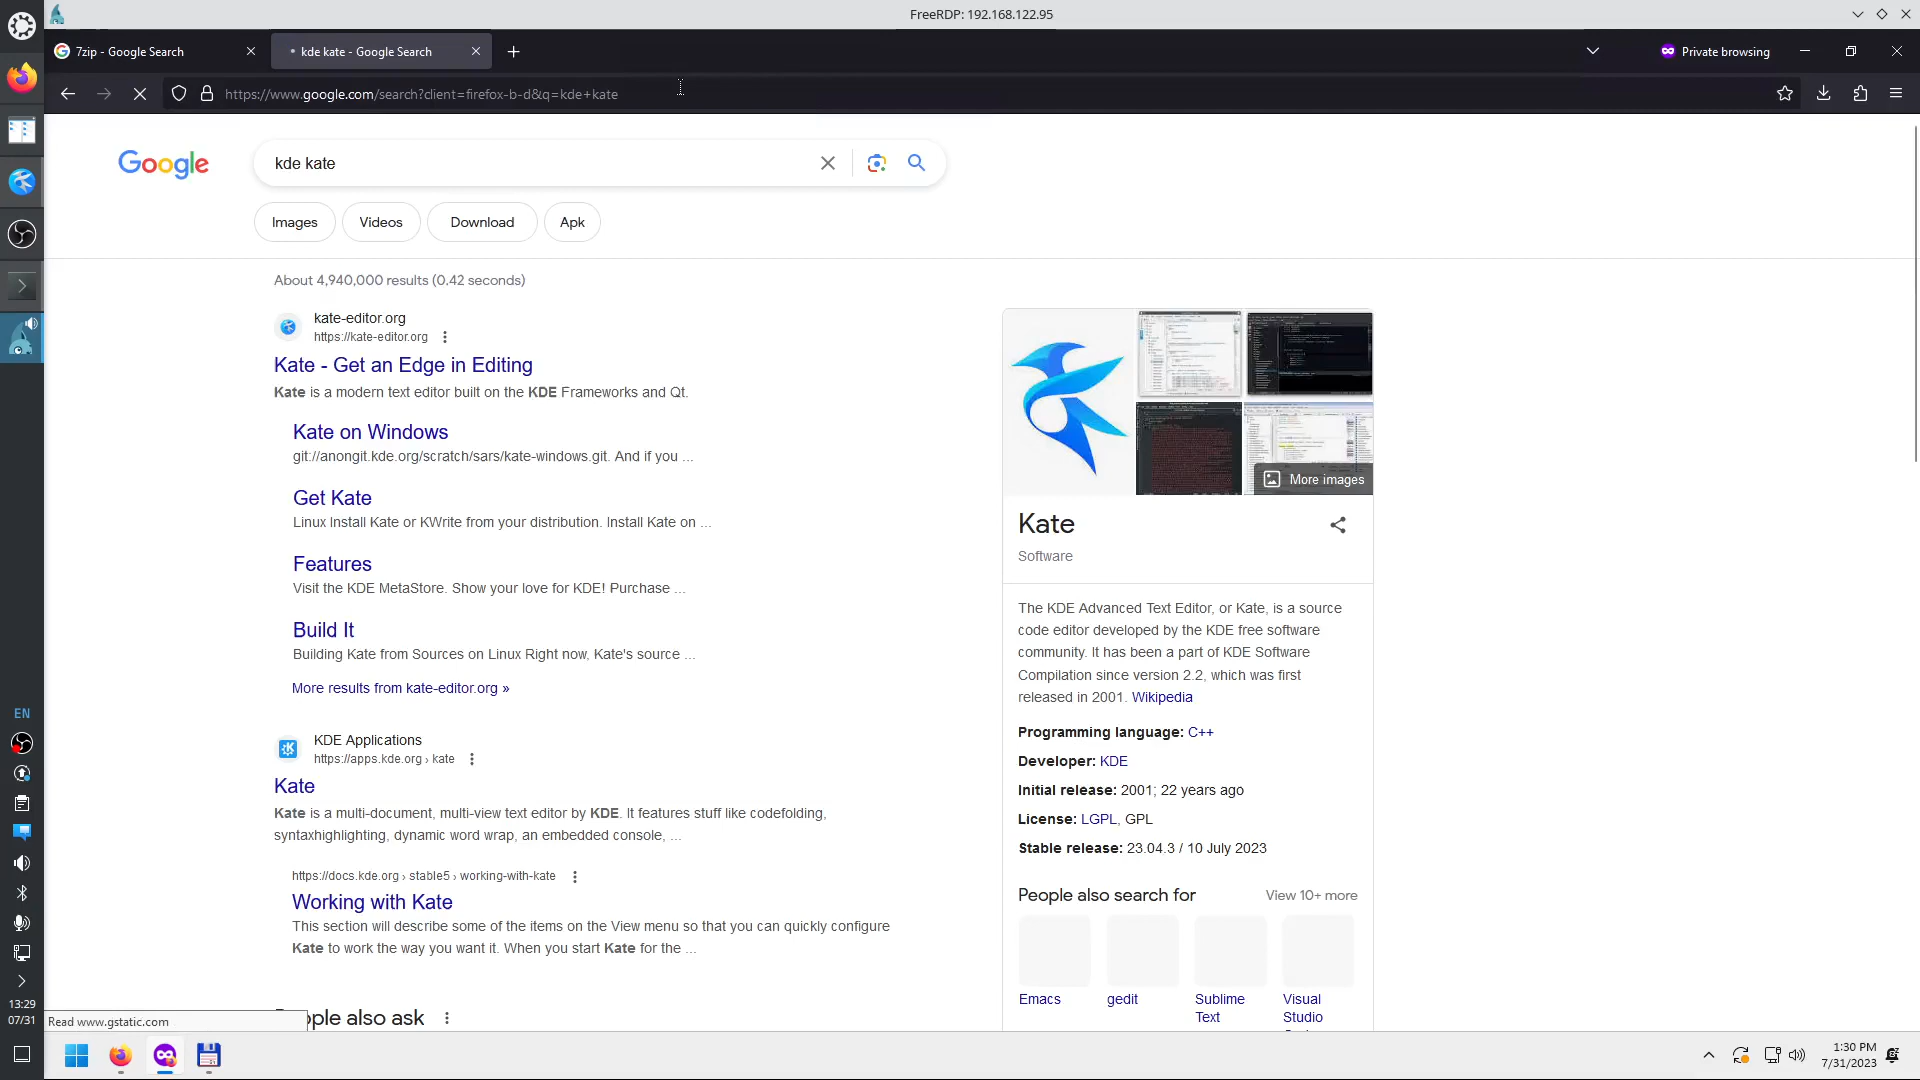 FreeRDP: 192.168.122.95
7zip - Google Search
kde kate - Google Search
Private browsing
https://www.google.com/search?client=firefox-b-d&q=kde+kate
Google
kde kate
Images
Videos
Download
Apk
About 4,940,000 results (0.42 seconds)
kate-editor.org
https://kate-editor.org
Kate - Get an Edge in Editing
Kate is a modern text editor built on the KDE Frameworks and Qt.
Kate on Windows
git://anongit.kde.org/scratch/sars/kate-windows.git. And if you ...
Get Kate
Linux Install Kate or KWrite from your distribution. Install Kate on ...
Features
Visit the KDE MetaStore. Show your love for KDE! Purchase ...
Build It
Building Kate from Sources on Linux Right now, Kate's source ...
More results from kate-editor.org »
KDE Applications
https://apps.kde.org › kate
Kate
Kate is a multi-document, multi-view text editor by KDE. It features stuff like codefolding,
syntaxhighlighting, dynamic word wrap, an embedded console, ...
https://docs.kde.org › stable5 › working-with-kate
Working with Kate
This section will describe some of the items on the View menu so that you can quickly configure
Kate to work the way you want it. When you start Kate for the ...
People also ask
More images
Kate
Software
The KDE Advanced Text Editor, or Kate, is a source
code editor developed by the KDE free software
community. It has been a part of KDE Software
Compilation since version 2.2, which was first
released in 2001. Wikipedia
Programming language: C++
Developer: KDE
Initial release: 2001; 22 years ago
License: LGPL, GPL
Stable release: 23.04.3 / 10 July 2023
People also search for
View 10+ more
Emacs
gedit
Sublime
Text
Visual
Studio
EN
13:29
07/31
Read www.gstatic.com
1:30 PM
7/31/2023